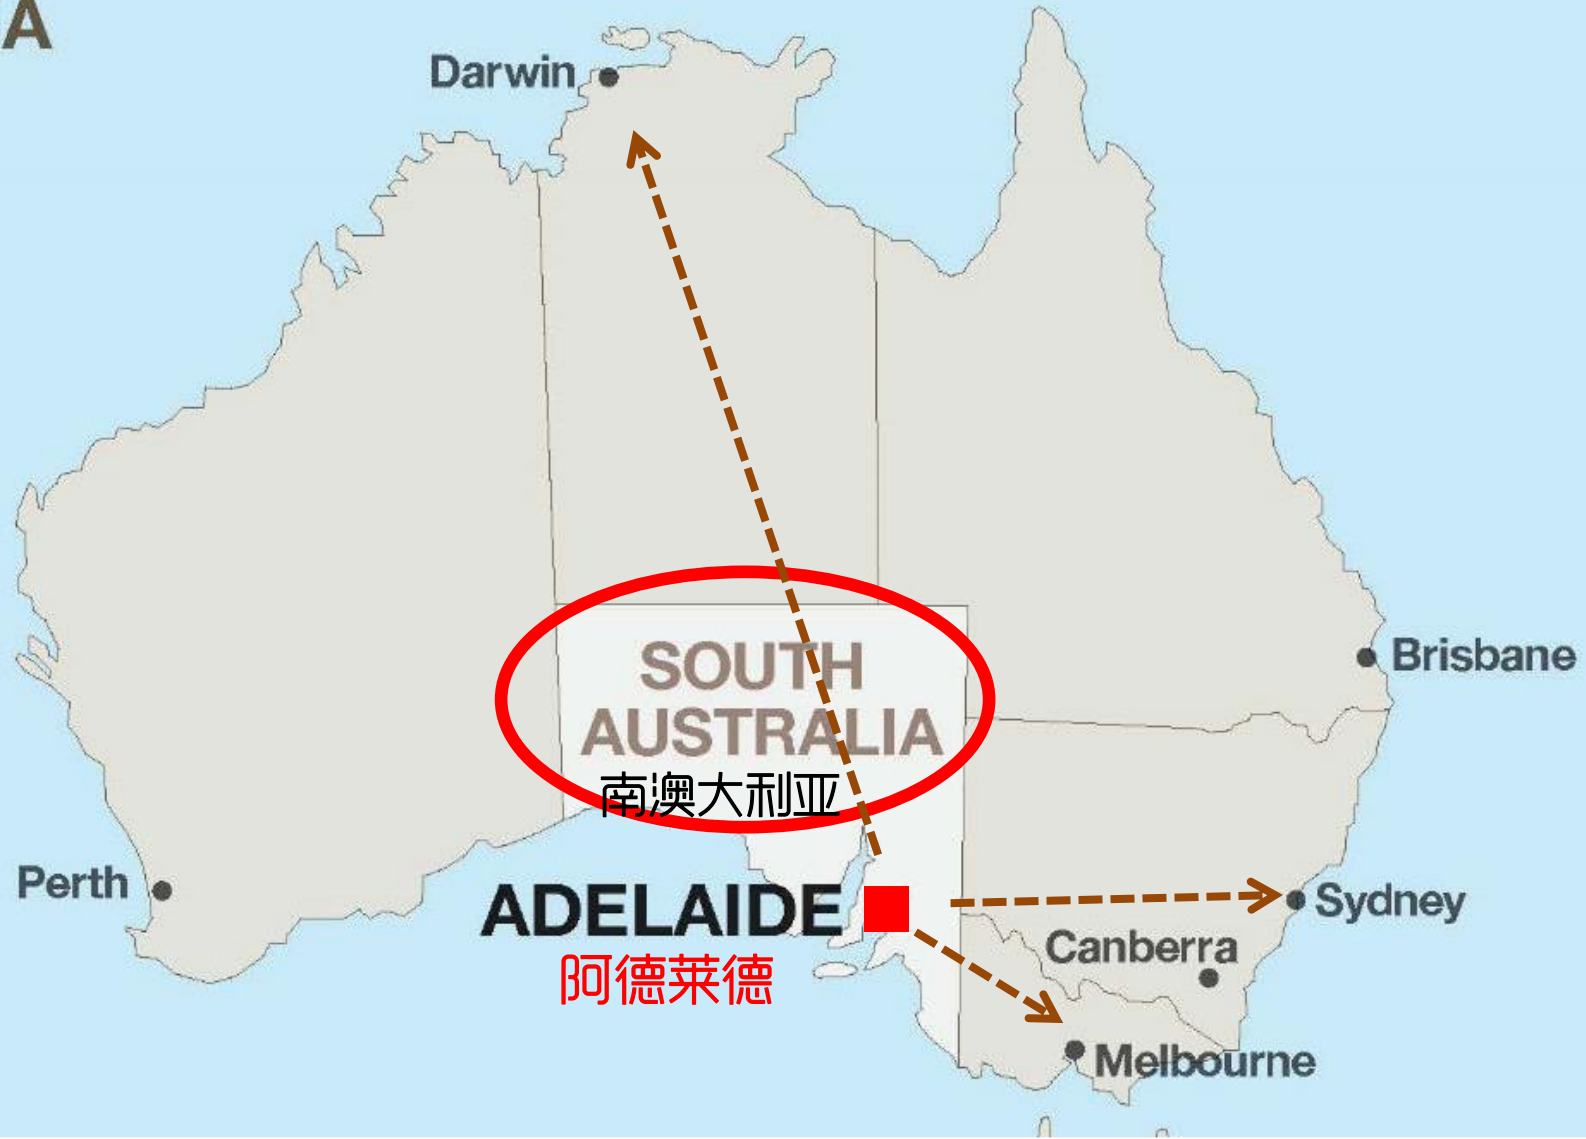 A
Darwin
SOUTH
AUSTRALIA
南澳大利亚
Brisbane
Perth
ADELAIDE
阿德莱德
Sydney
Canberra
Melbourne